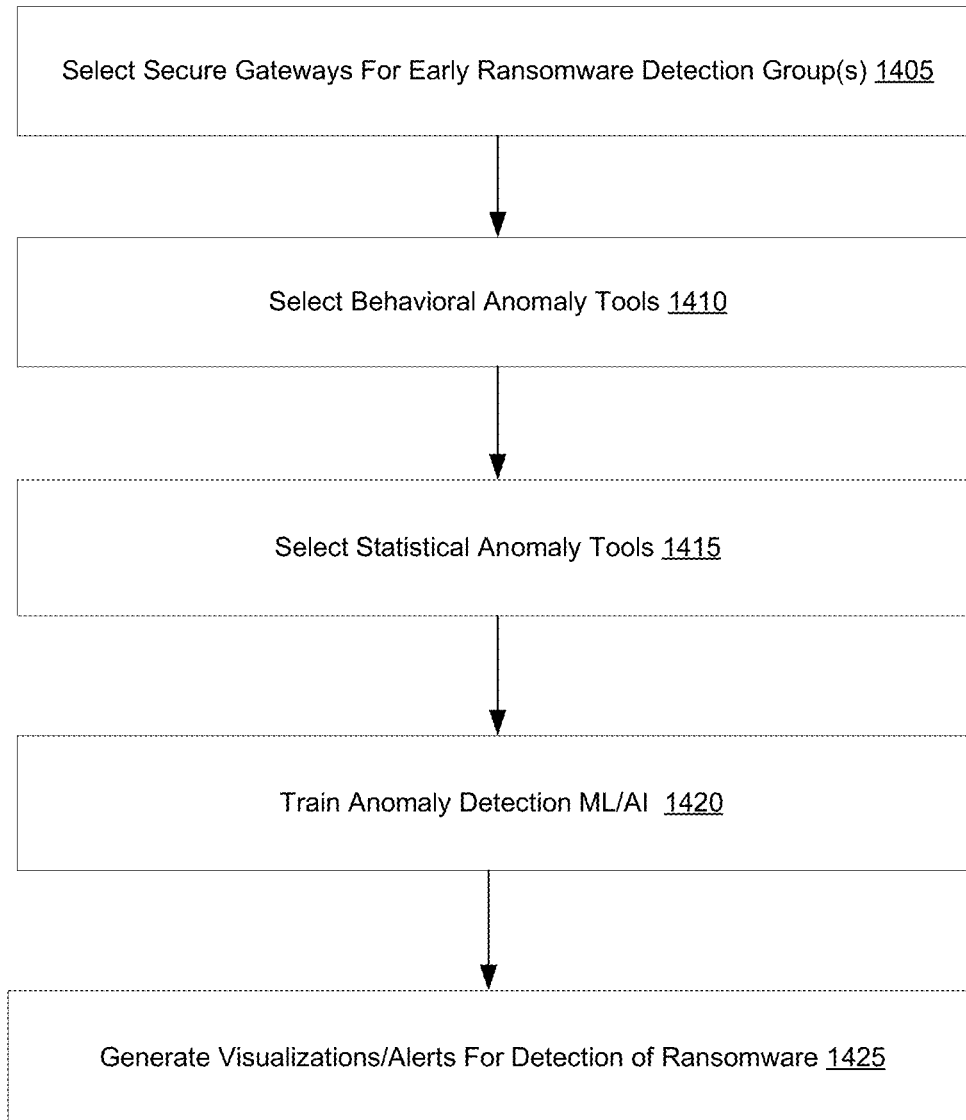 Select Secure Gateways For Early Ransomware Detection Group(s) 1405
Select Behavioral Anomaly Tools 1410
Select Statistical Anomaly Tools 1415
Train Anomaly Detection ML/AI 1420
Generate Visualizations/Alerts For Detection of Ransomware 1425